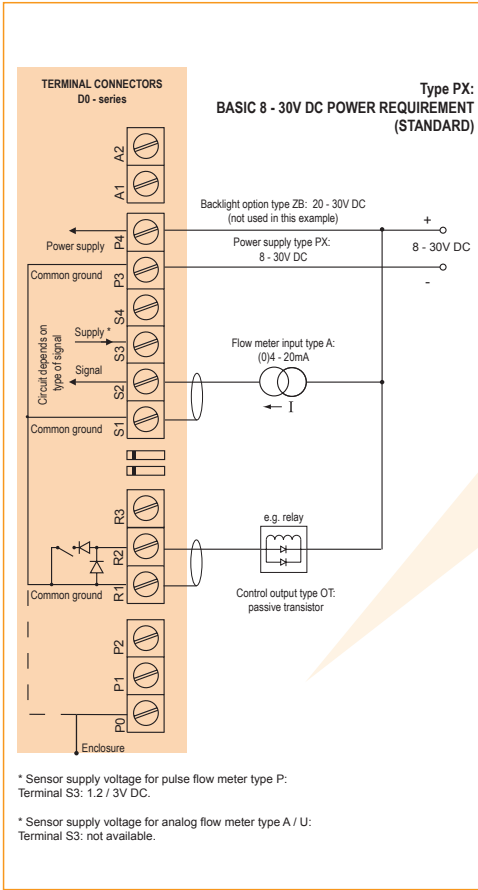 TERMINAL CONNECTORS
D0 - series
Type PX:
BASIC 8 - 30V DC POWER REQUIREMENT
(STANDARD)
A2
A1
Backlight option type ZB: 20 - 30V DC
(not used in this example)
P4
Power supply
+
8 - 30V DC
-
Power supply type PX:
8 - 30V DC
Common ground
P3
S4
Circuit depends on
type of signal
Supply *
S3
Flow meter input type A:
(0)4 - 20mA
Signal
S2
I
Common ground
S1
R3
e.g. relay
R2
Common ground
R1
Control output type OT:
passive transistor
P2
P1
P0
Enclosure
* Sensor supply voltage for pulse flow meter type P:
Terminal S3: 1.2 / 3V DC.
* Sensor supply voltage for analog flow meter type A / U:
Terminal S3: not available.